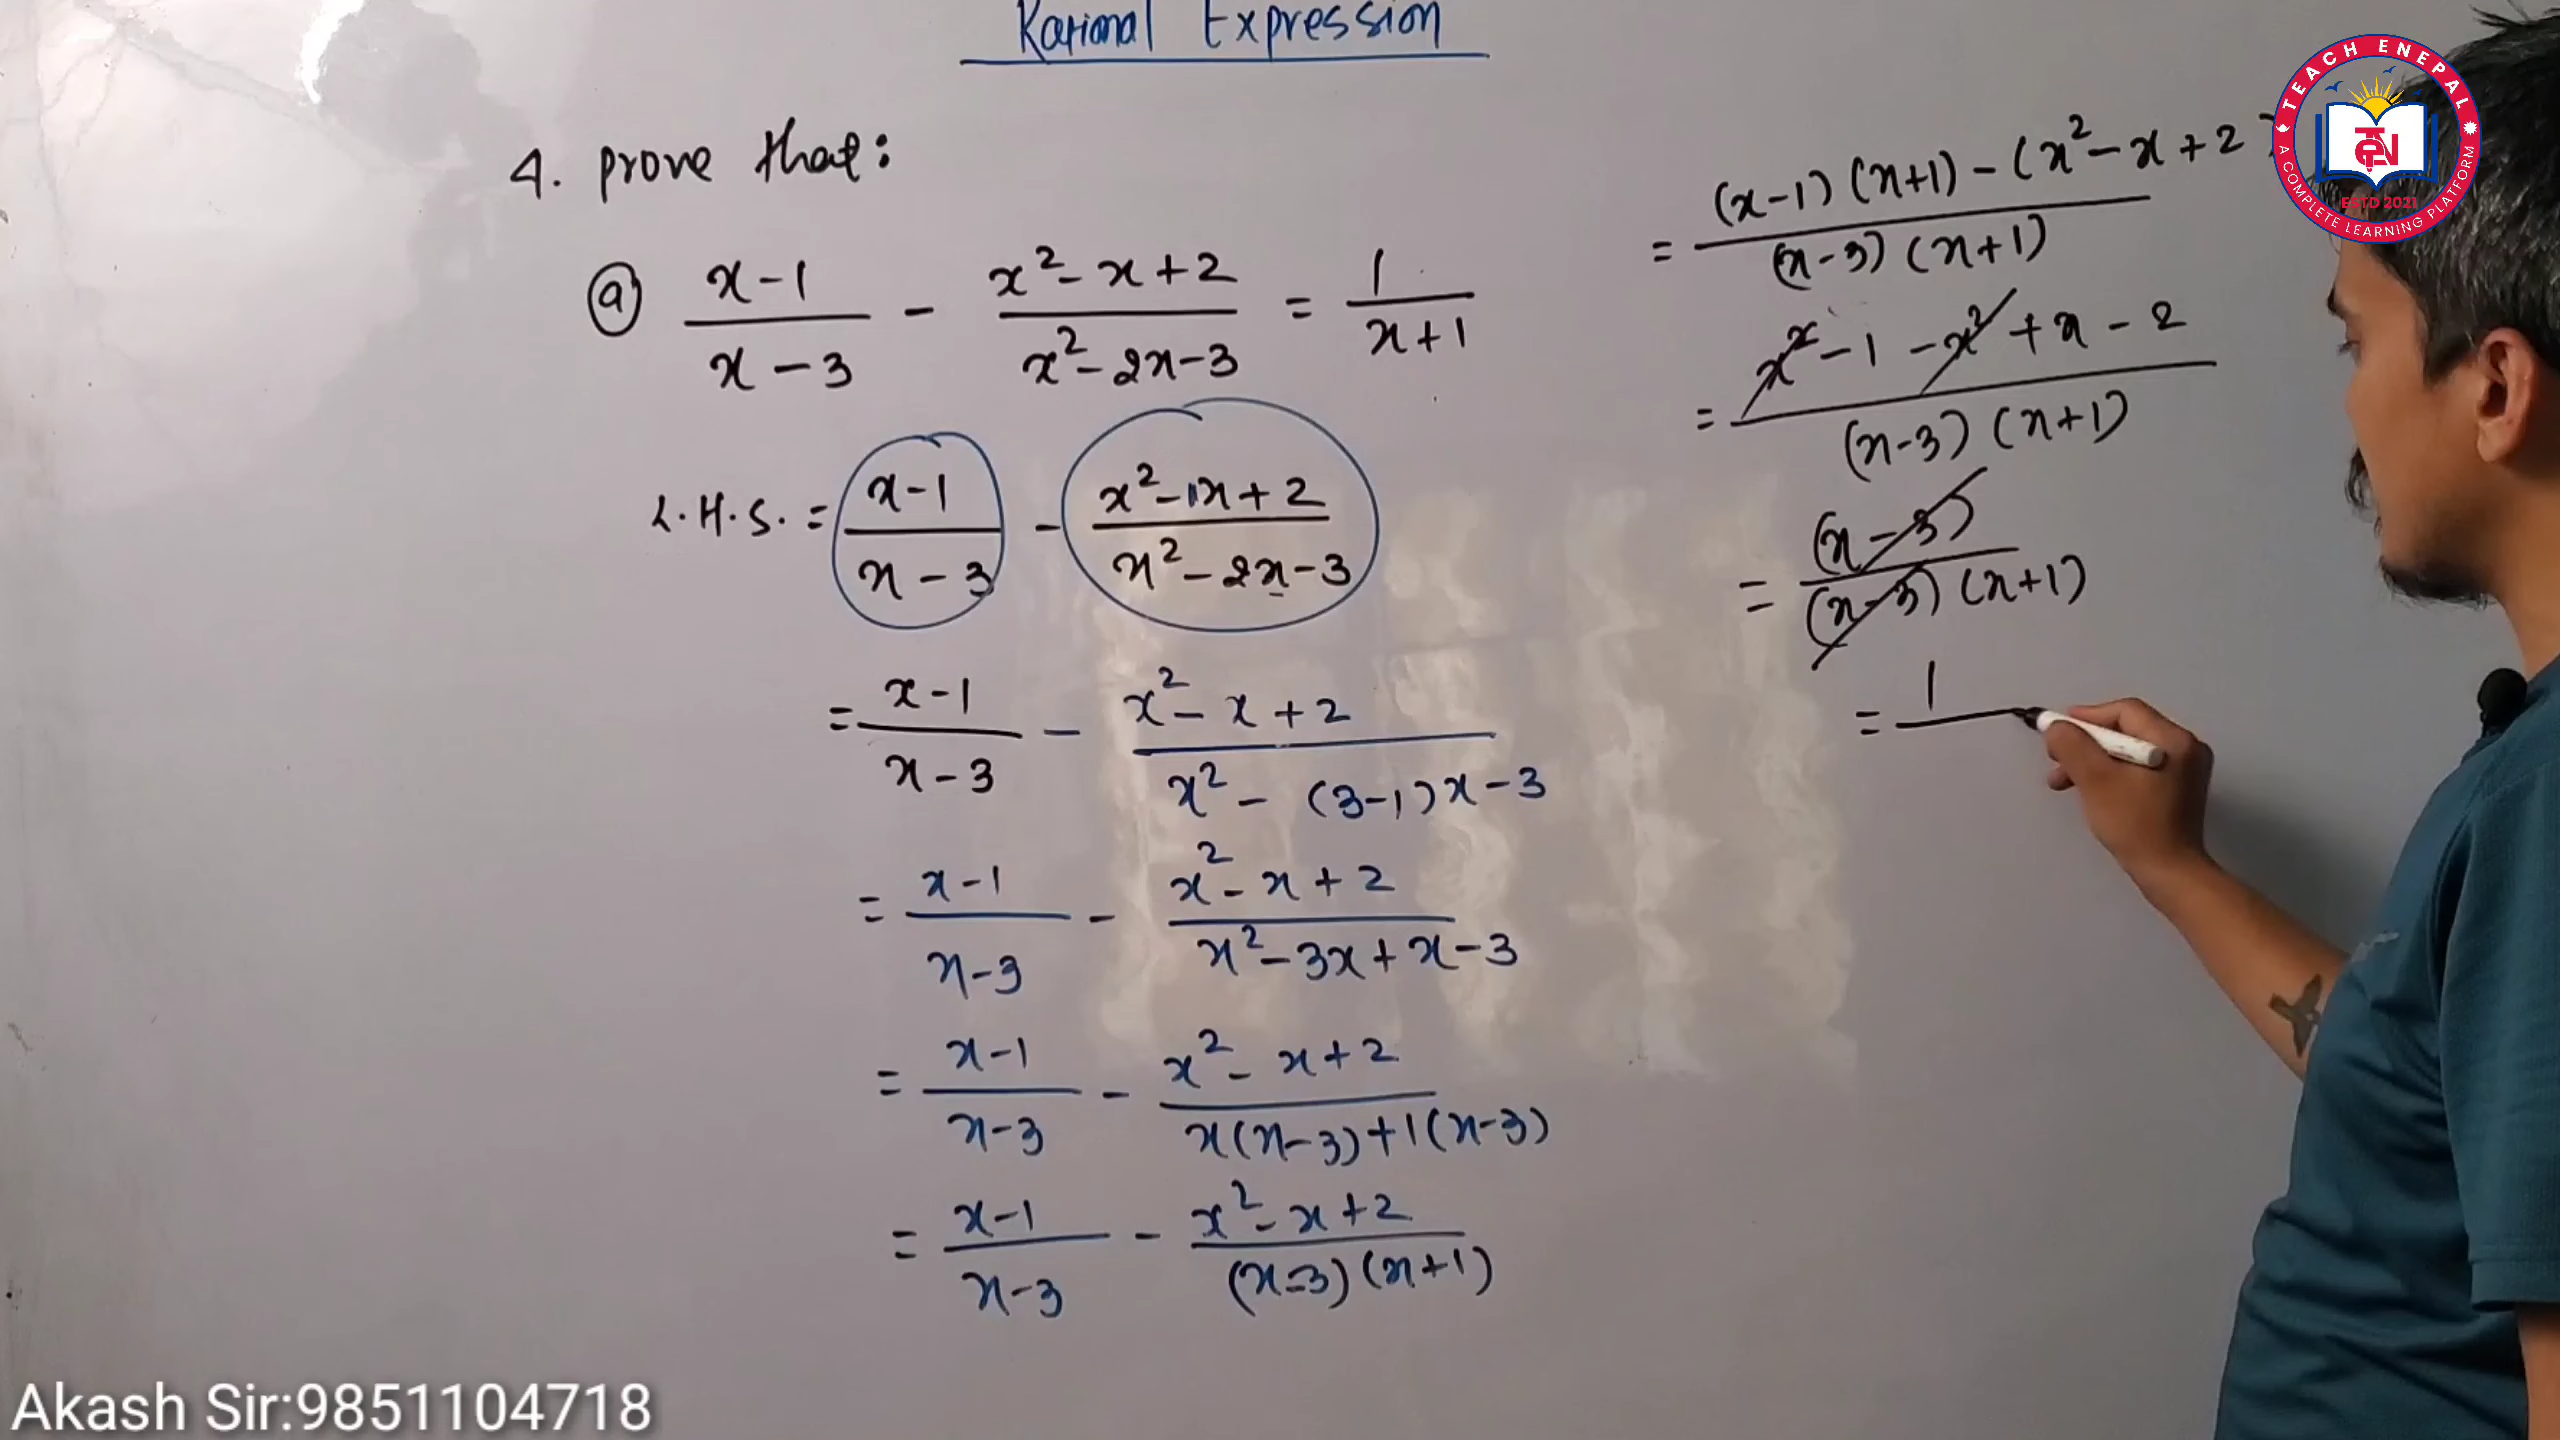 Rational Expression
4. prove that:
(a) x-1/x-3 - x²-x+2/x²-2x-3 = 1/x+1
L.H.S. = x-1/x-3 - x²-1x+2/x²-2x-3
= x-1/x-3 - x²-x+2/x²-(3-1)x-3
= x-1/x-3 - x²-x+2/x²-3x+x-3
= x-1/x-3 - x²-x+2/x(x-3)+1(x-3)
= x-1/x-3 - x²-x+2/(x-3)(x+1)
= (x-1)(x+1)-(x²-x+2)/(x-3)(x+1)
= x²-1-x²+x-2/(x-3)(x+1)
= (x-3)/(x-3)(x+1)
= 1
TEACH ENEPAL
ESTD 2021
A COMPLETE LEARNING PLATFORM
Akash Sir:9851104718